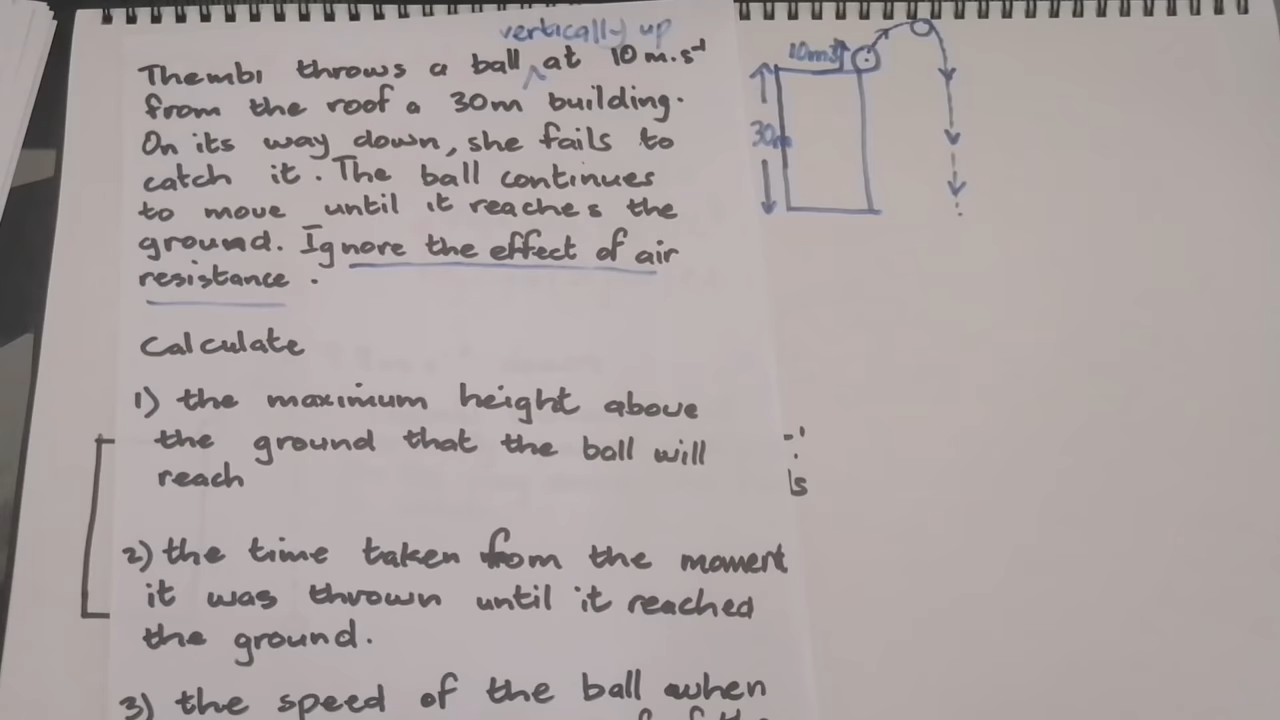 vertically up
Thembi throws a ball ^ at 10 m.s⁻¹
from the roof a 30m building.
On its way down, she fails to
catch it. The ball continues
to move until it reaches the
ground. Ignore the effect of air
resistance.
Calculate
1) the maximum height above
the ground that the ball will
reach
2) the time taken from the moment
it was thrown until it reached
the ground.
3) the speed of the ball when
30m